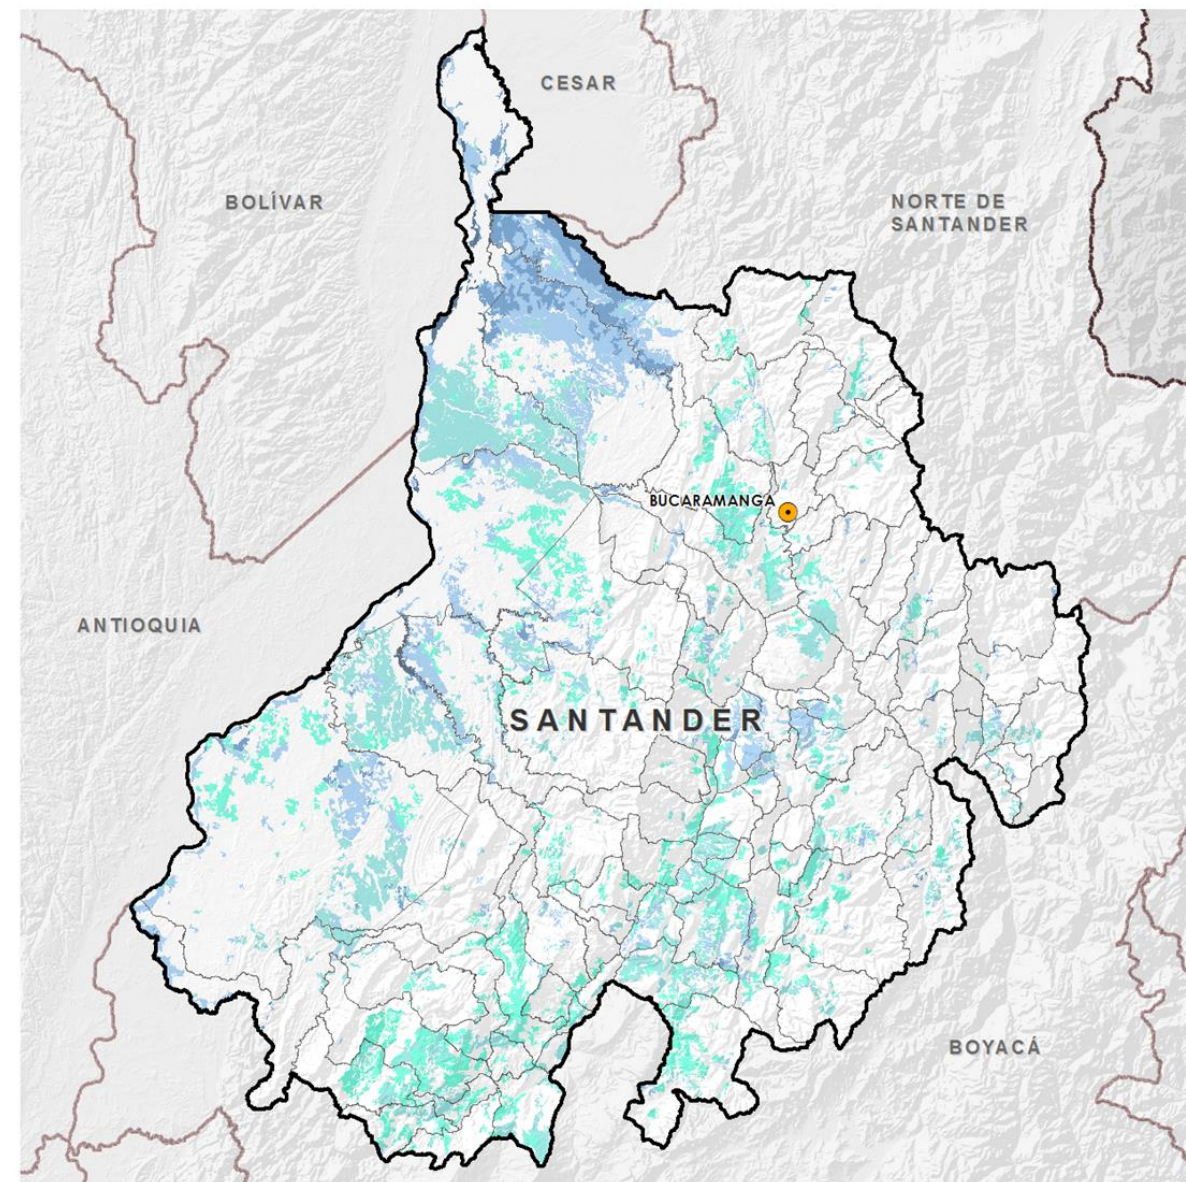 CESAR
BOLÍVAR
NORTE DE
SANTANDER
BUCARAMANGA
ANTIOQUIA
SANTANDER
BOYACÁ